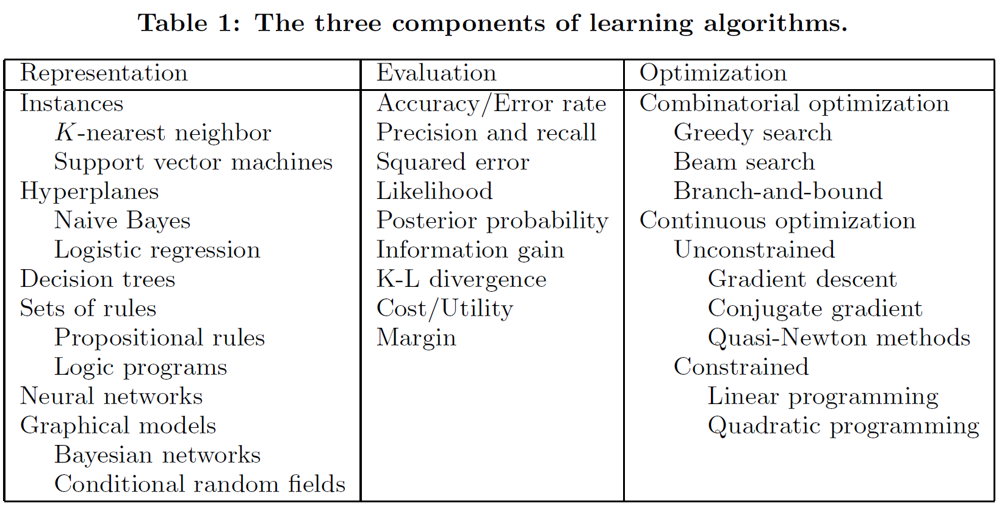 Table 1: The three components of learning algorithms.
Representation
Instances
K-nearest neighbor
Support vector machines
Hyperplanes
Naive Bayes
Logistic regression
Decision trees
Sets of rules
Propositional rules
Logic programs
Neural networks
Graphical models
Bayesian networks
Conditional random fields
Evaluation
Accuracy/Error rate
Precision and recall
Squared error
Likelihood
Posterior probability
Information gain
K-L divergence
Cost/Utility
Margin
Optimization
Combinatorial optimization
Greedy search
Beam search
Branch-and-bound
Continuous optimization
Unconstrained
Gradient descent
Conjugate gradient
Quasi-Newton methods
Constrained
Linear programming
Quadratic programming